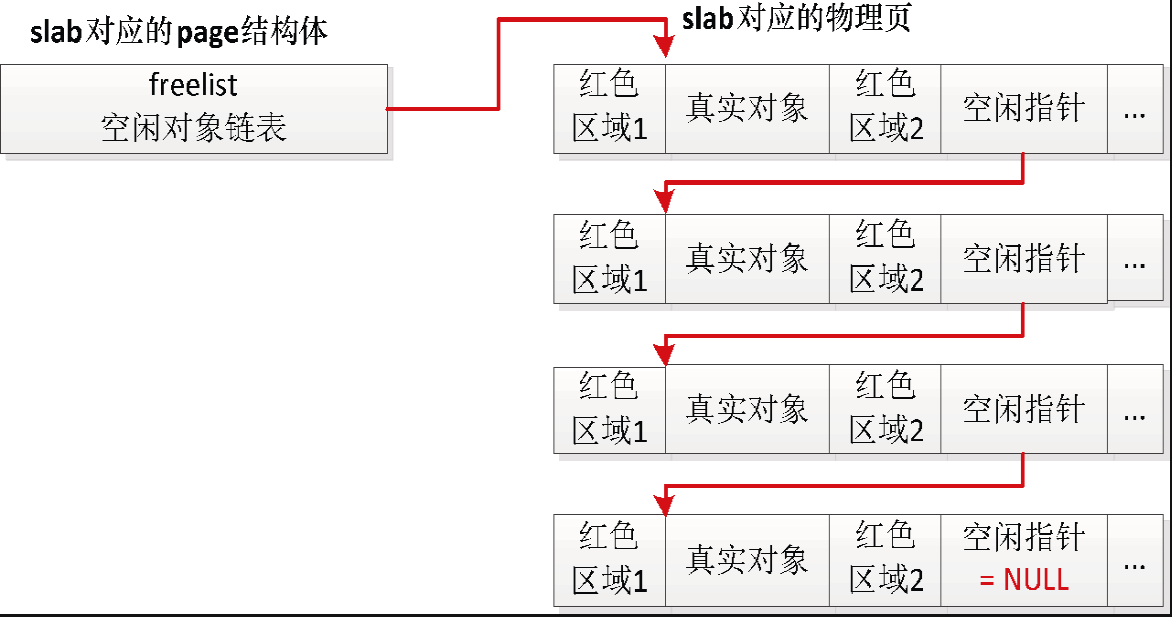 slab对应的page结构体
freelist
空闲对象链表
slab对应的物理页
红色
区域1
真实对象
红色
区域2
空闲指针
...
红色
区域1
真实对象
红色
区域2
空闲指针
...
红色
区域1
真实对象
红色
区域2
空闲指针
...
红色
区域1
真实对象
红色
区域2
空闲指针
= NULL
...